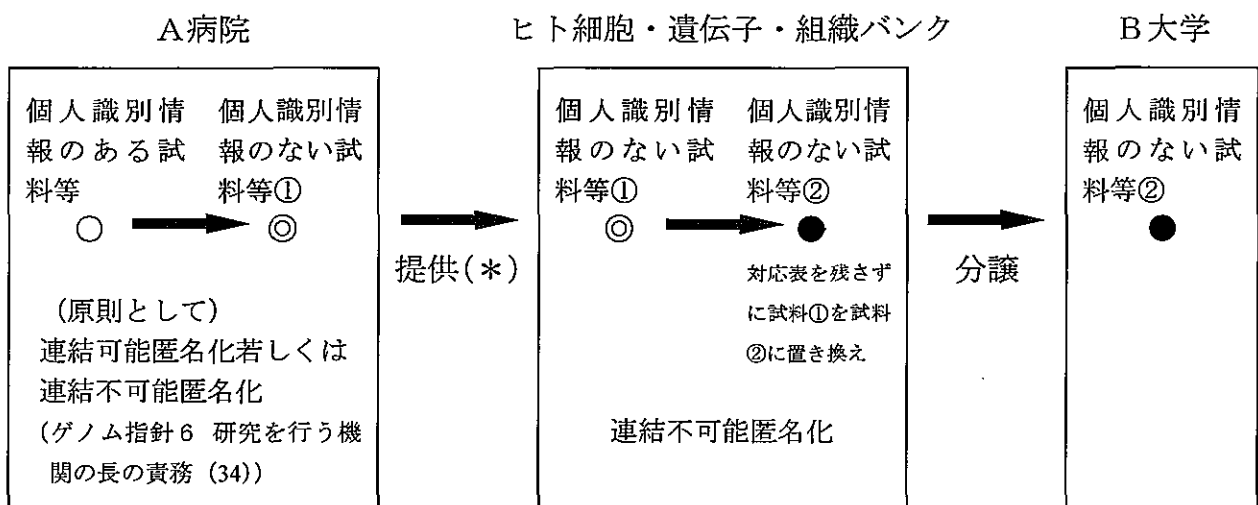 A病院
ヒト細胞・遺伝子・組織バンク
B大学
個人識別情
報のある試
料等
個人識別情
報のない試
料等①
○
◎
(原則として)
連結可能匿名化若しくは
連結不可能匿名化
(ゲノム指針6 研究を行う機
関の長の責務 (34))
提供(*)
個人識別情
報のない試
料等①
個人識別情
報のない試
料等②
◎
●
対応表を残さず
に試料①を試料
②に置き換え
連結不可能匿名化
分譲
個人識別情
報のない試
料等②
●